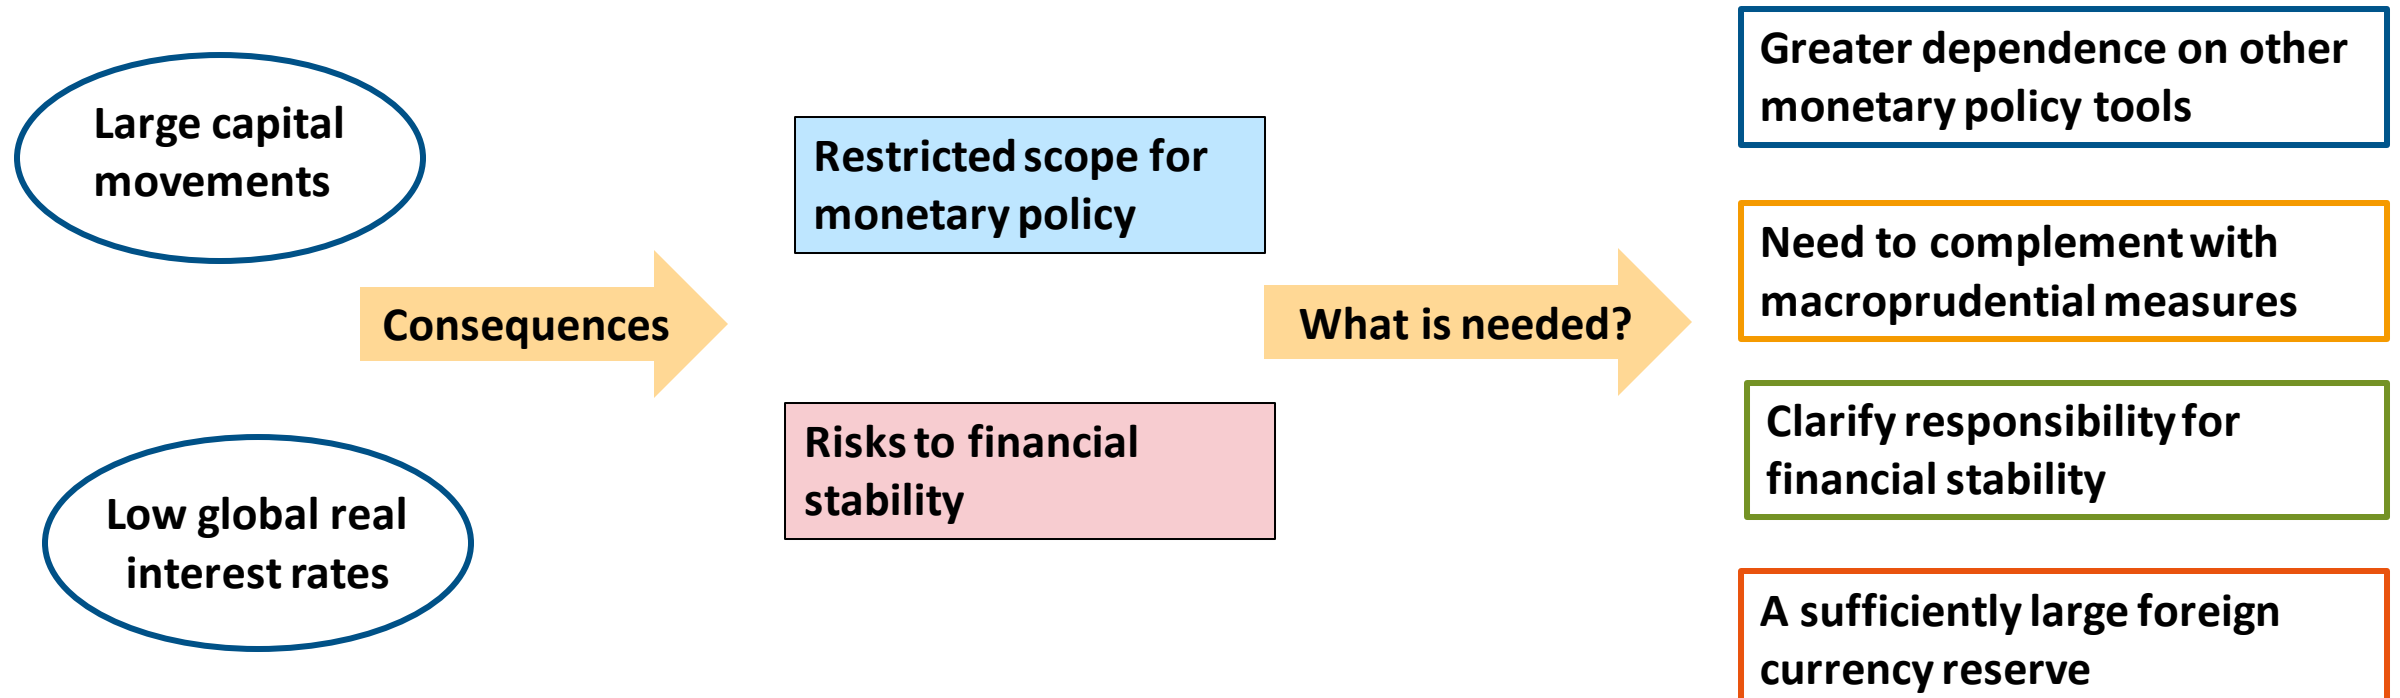 Large capital
movements
Low global real
interest rates
Consequences
Restricted scope for
monetary policy
Risks to financial
stability
What is needed?
Greater dependence on other
monetary policy tools
Need to complement with
macroprudential measures
Clarify responsibility for
financial stability
A sufficiently large foreign
currency reserve